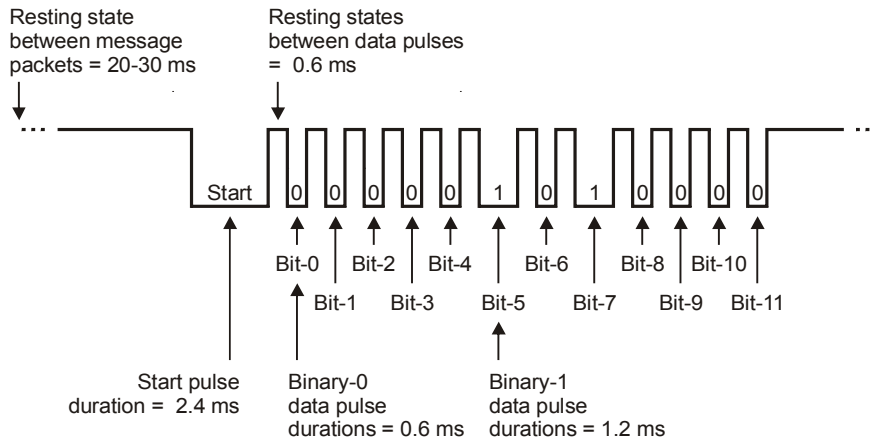 Resting state
between message
packets = 20-30 ms
Resting states
between data pulses
= 0.6 ms
Start 0 0 0 0 0 1 0 1 0 0 0 0
Bit-0 Bit-2 Bit-4 Bit-6 Bit-8 Bit-10
Bit-1 Bit-3 Bit-5 Bit-7 Bit-9 Bit-11
Start pulse
duration = 2.4 ms
Binary-0
data pulse
durations = 0.6 ms
Binary-1
data pulse
durations = 1.2 ms